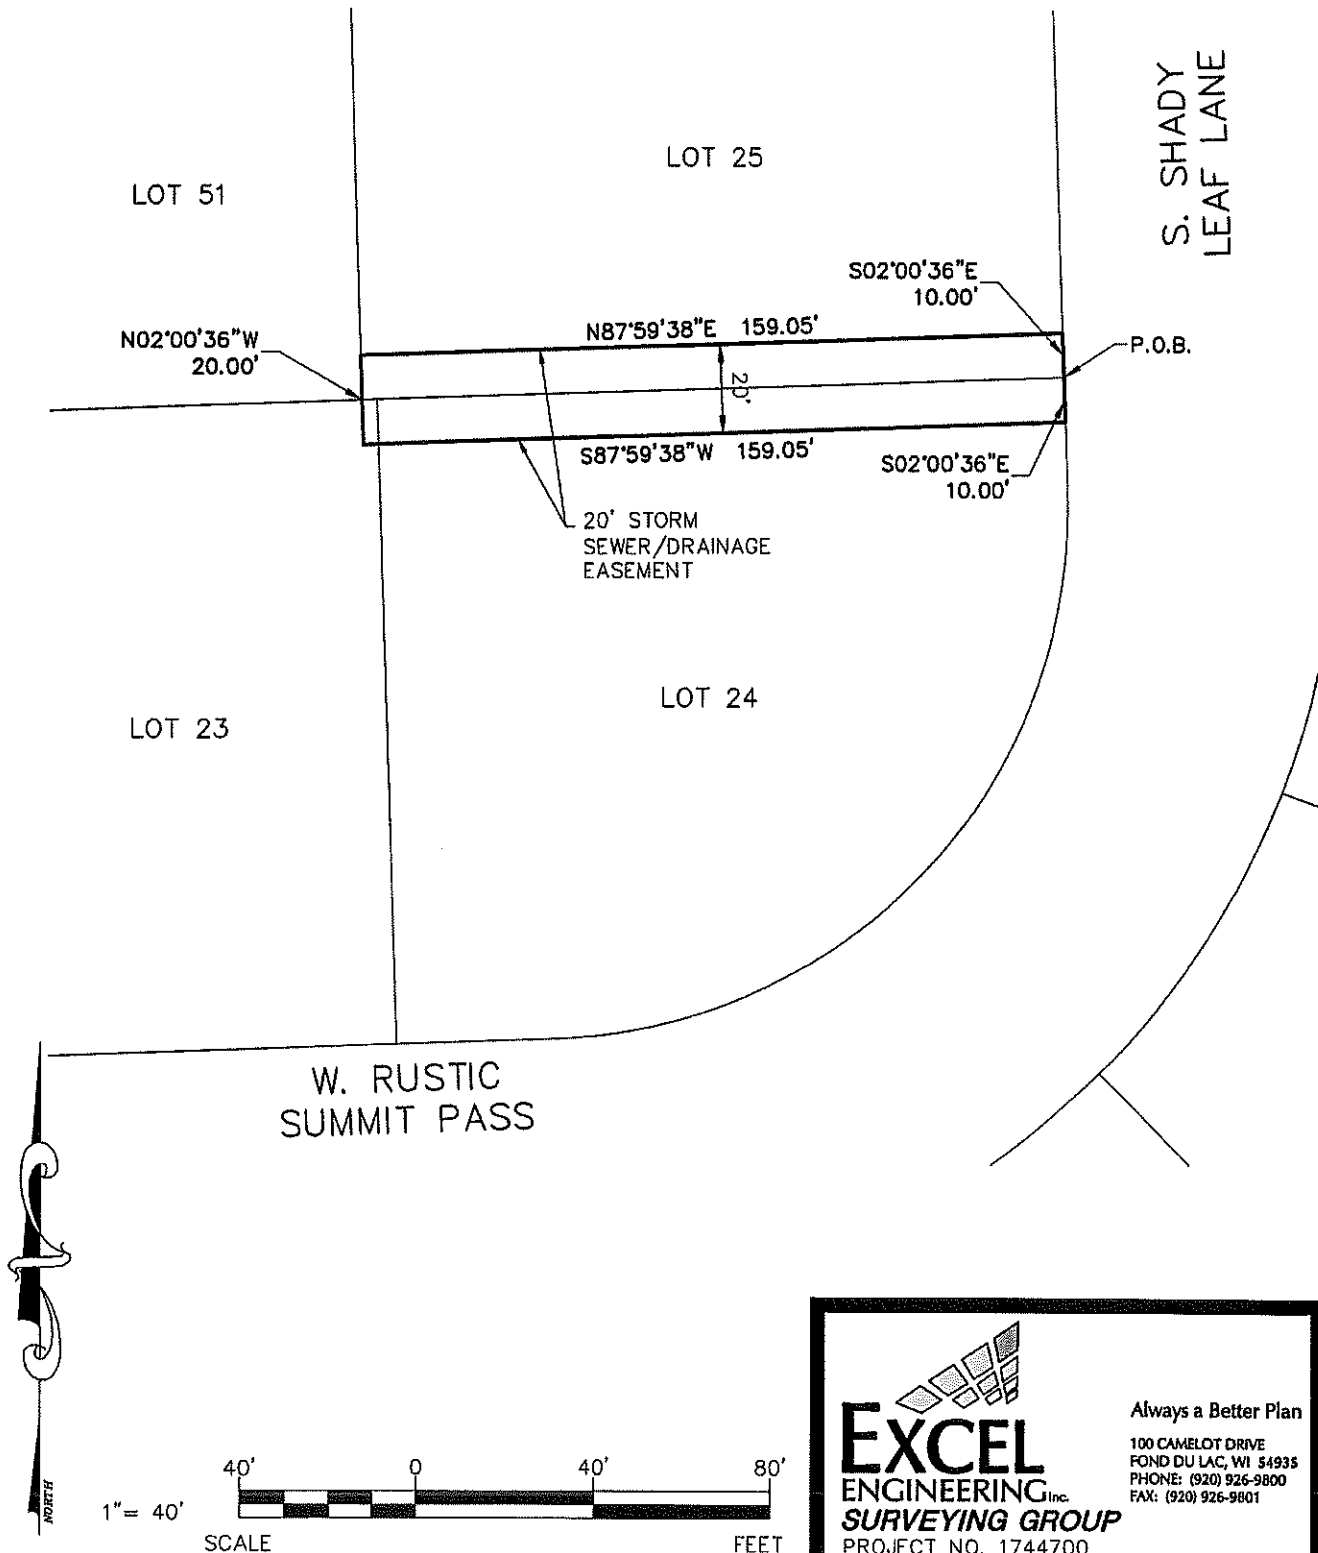 S. SHADY
LEAF LANE
LOT 25
LOT 51
S02°00'36"E
10.00'
N02°00'36"W
20.00'
N87°59'38"E 159.05'
P.O.B.
20'
S87°59'38"W 159.05'
S02°00'36"E
10.00'
20' STORM
SEWER/DRAINAGE
EASEMENT
LOT 24
LOT 23
W. RUSTIC
SUMMIT PASS
NORTH
1"= 40'
40' 0 40' 80'
SCALE FEET
EXCEL
ENGINEERING Inc.
SURVEYING GROUP
PROJECT NO. 1744700
Always a Better Plan
100 CAMELOT DRIVE
FOND DU LAC, WI 54935
PHONE: (920) 926-9800
FAX: (920) 926-9801